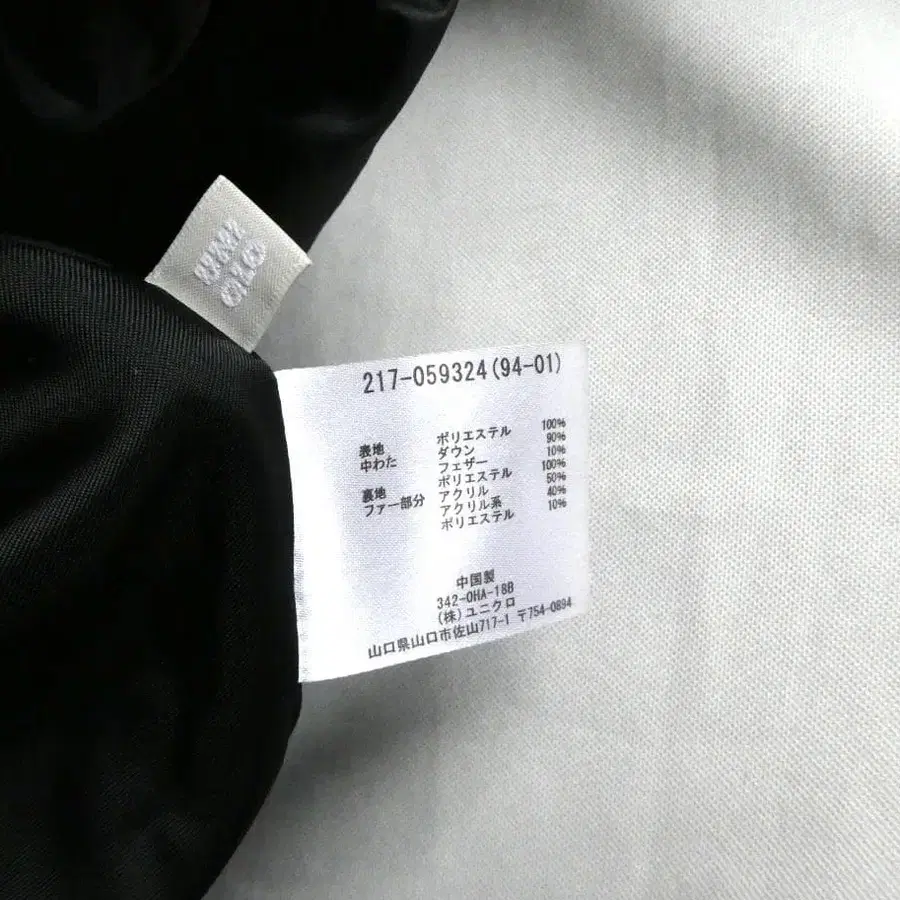 217-059324(94-01)
表地 ポリエステル 100%
中わた ダウン 90%
フェザー 10%
裏地 ポリエステル 100%
ファー部分 アクリル 50%
アクリル系 40%
ポリエステル 10%
中国製
342-OHA-18B
(株)ユニクロ
山口県山口市佐山717-1 〒754-0894